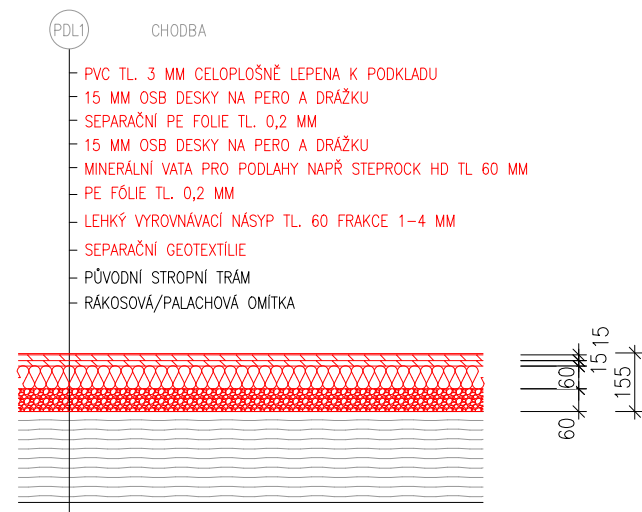 PDL1 CHODBA
PVC TL. 3 MM CELOPLOŠNĚ LEPENA K PODKLADU
15 MM OSB DESKY NA PERO A DRÁŽKU
SEPARAČNÍ PE FOLIE TL. 0,2 MM
15 MM OSB DESKY NA PERO A DRÁŽKU
MINERÁLNÍ VATA PRO PODLAHY NAPŘ STEPROCK HD TL 60 MM
PE FÓLIE TL. 0,2 MM
LEHKÝ VYROVNÁVACÍ NÁSYP TL. 60 FRAKCE 1-4 MM
SEPARAČNÍ GEOTEXTÍLIE
PŮVODNÍ STROPNÍ TRÁM
RÁKOSOVÁ/PALACHOVÁ OMÍTKA
15
15
60
155
60